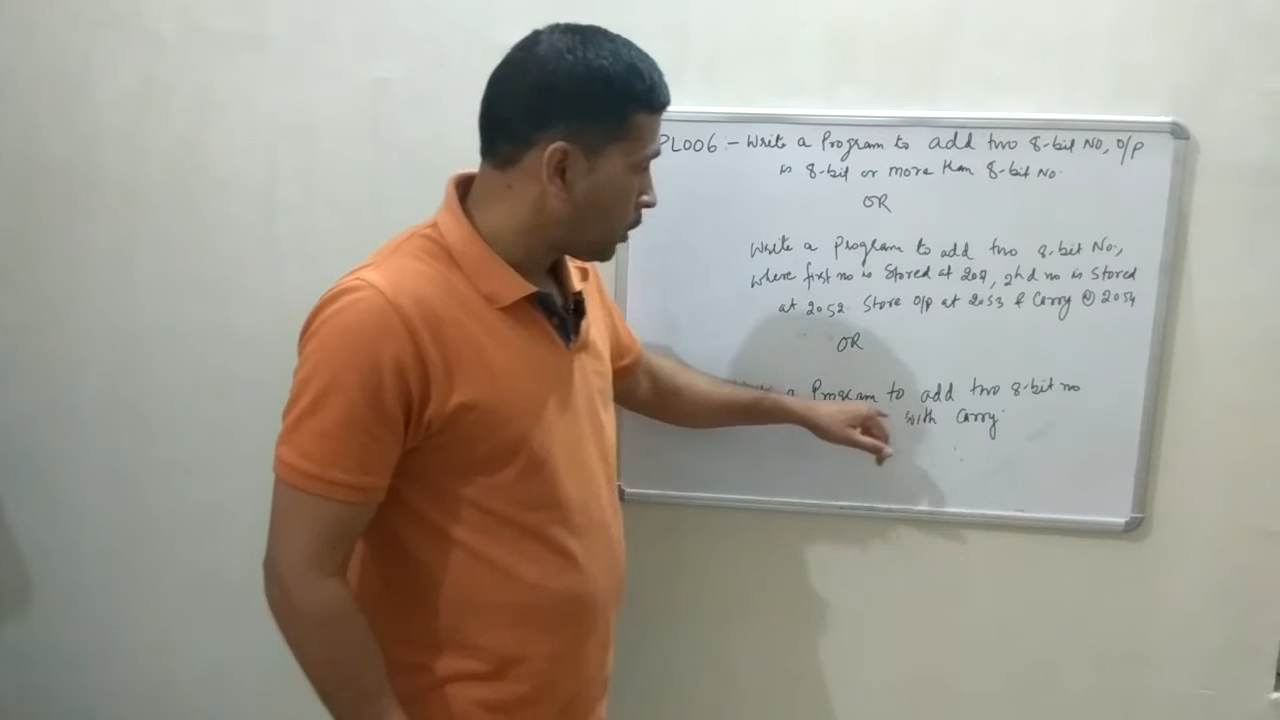 PL006 :- Write a Program to add two 8-bit No, O/P
is 8-bit or more than 8-bit No.
OR
Write a Program to add two 8-bit No.,
where first no is Stored at 2051, 2nd no is Stored
at 2052. Store O/p at 2053 & Carry @ 2054
OR
a Program to add two 8-bit no
with Carry.